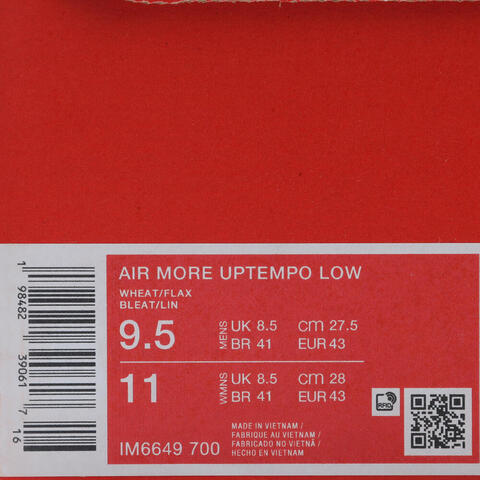 AIR MORE UPTEMPO LOW
WHEAT/FLAX
BLEAT/LIN
9.5 MENS UK 8.5 cm 27.5
BR 41 EUR 43
11 WMNS UK 8.5 cm 28
BR 41 EUR 43
RFID
MADE IN VIETNAM /
FABRIQUE AU VIETNAM /
FABRICADO NO VIETNÃ /
HECHO EN VIETNAM
IM6649 700
1 98482 39061 7 16